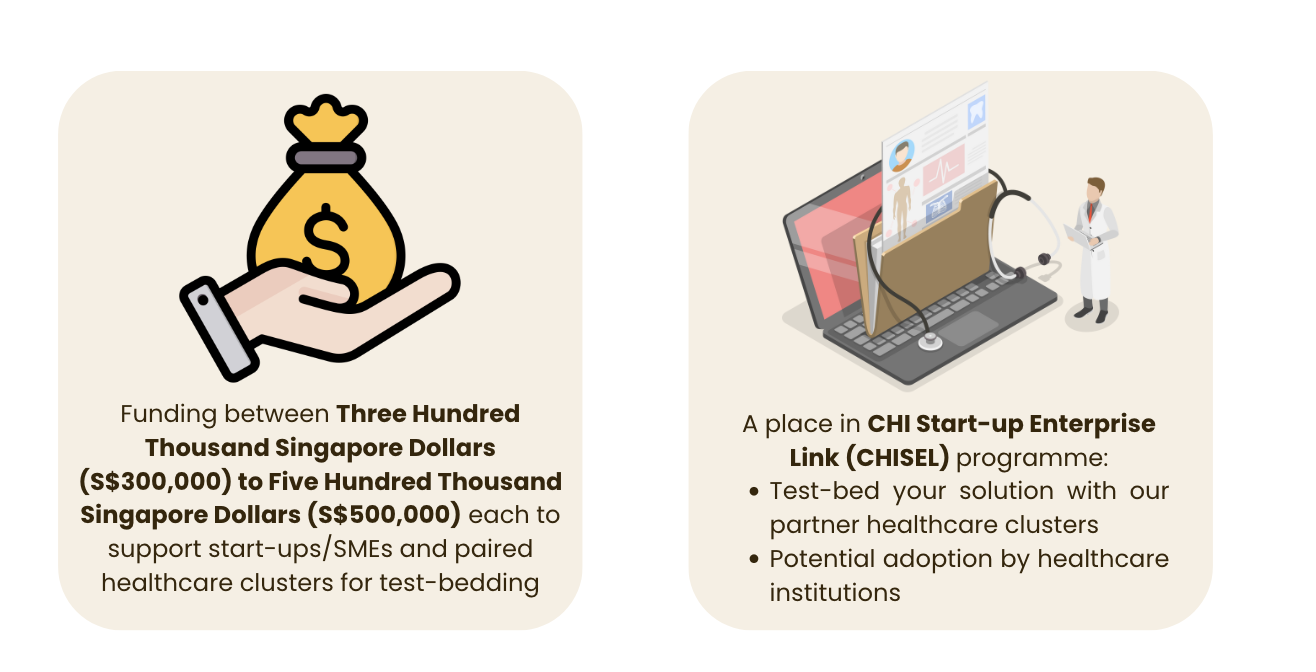 $
Funding between Three Hundred
Thousand Singapore Dollars
(S$300,000) to Five Hundred Thousand
Singapore Dollars (S$500,000) each to
support start-ups/SMEs and paired
healthcare clusters for test-bedding
A place in CHI Start-up Enterprise
Link (CHISEL) programme:
• Test-bed your solution with our
partner healthcare clusters
• Potential adoption by healthcare
institutions